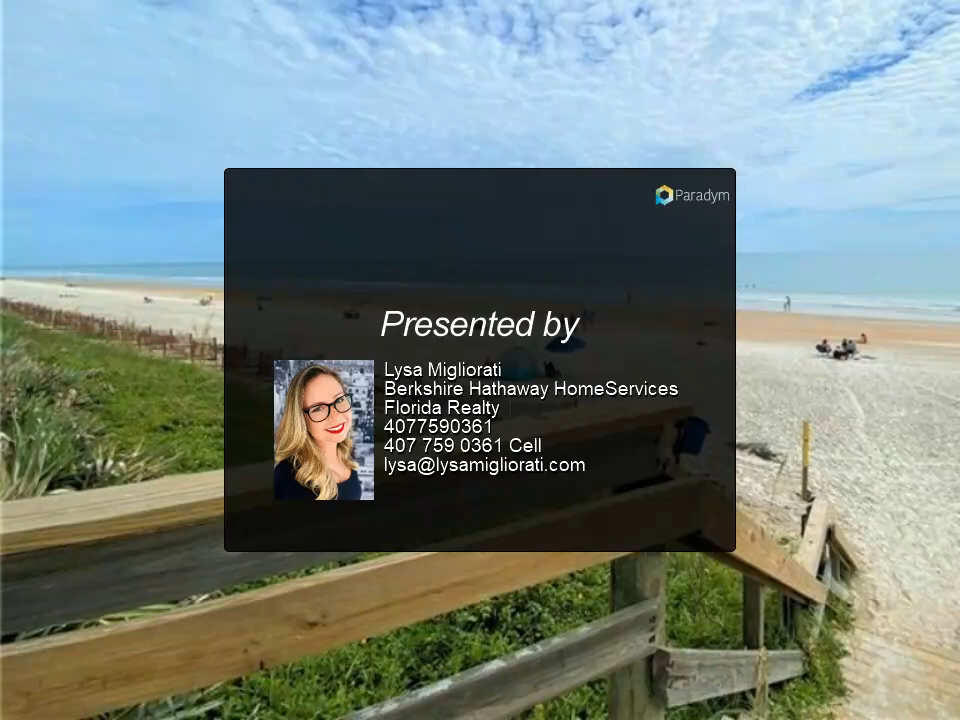 Paradym
Presented by
Lysa Migliorati
Berkshire Hathaway HomeServices
Florida Realty
4077590361
407 759 0361 Cell
lysa@lysamigliorati.com